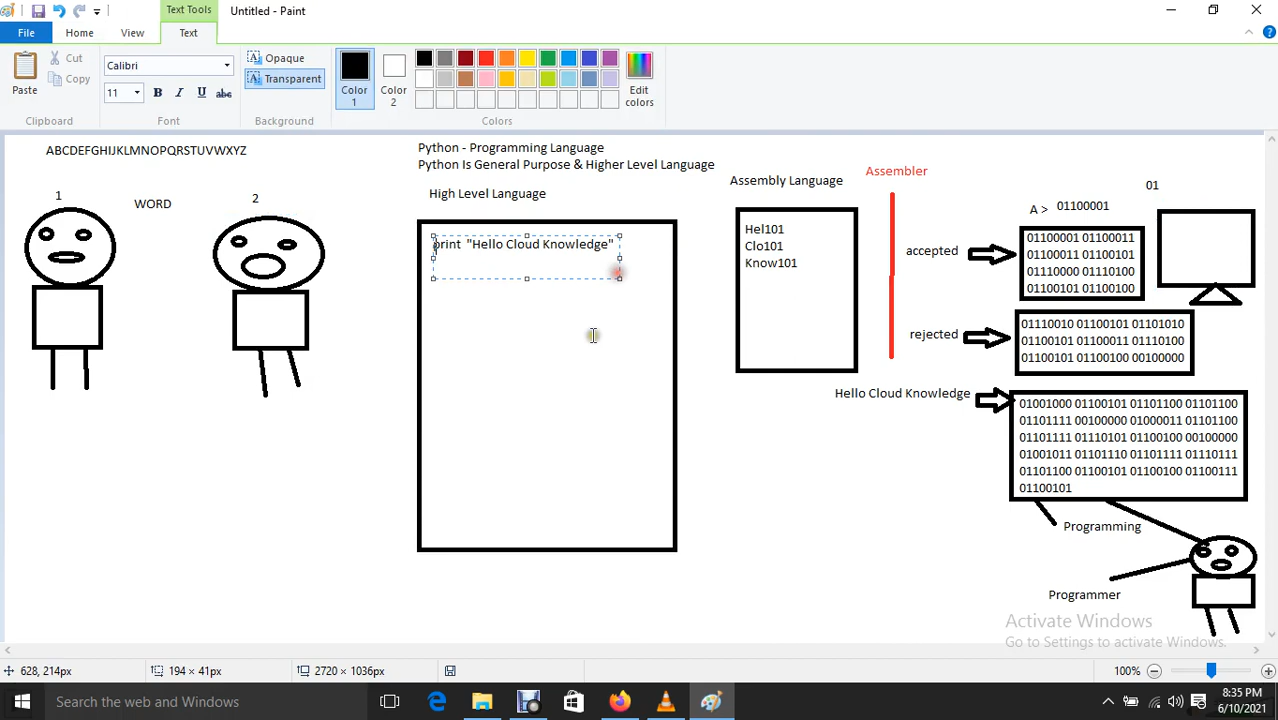 Text Tools
Untitled - Paint
File
Home
View
Text
Paste
Cut
Copy
Clipboard
Calibri
11
B I U abc
Font
Opaque
Transparent
Background
Color 1
Color 2
Edit colors
Colors
ABCDEFGHIJKLMNOPQRSTUVWXYZ
1
WORD
2
Python - Programming Language
Python Is General Purpose & Higher Level Language
High Level Language
print "Hello Cloud Knowledge"
Assembly Language
Hel101
Clo101
Know101
Assembler
01
A > 01100001
accepted
01100001 01100011
01100011 01100101
01110000 01110100
01100101 01100100
rejected
01110010 01100101 01101010
01100101 01100011 01110100
01100101 01100100 00100000
Hello Cloud Knowledge
01001000 01100101 01101100 01101100
01101111 00100000 01000011 01101100
01101111 01110101 01100100 00100000
01001011 01101110 01101111 01110111
01101100 01100101 01100100 01100111
01100101
Programming
Programmer
Activate Windows
Go to Settings to activate Windows.
628, 214px
194 × 41px
2720 × 1036px
100%
Search the web and Windows
8:35 PM
6/10/2021